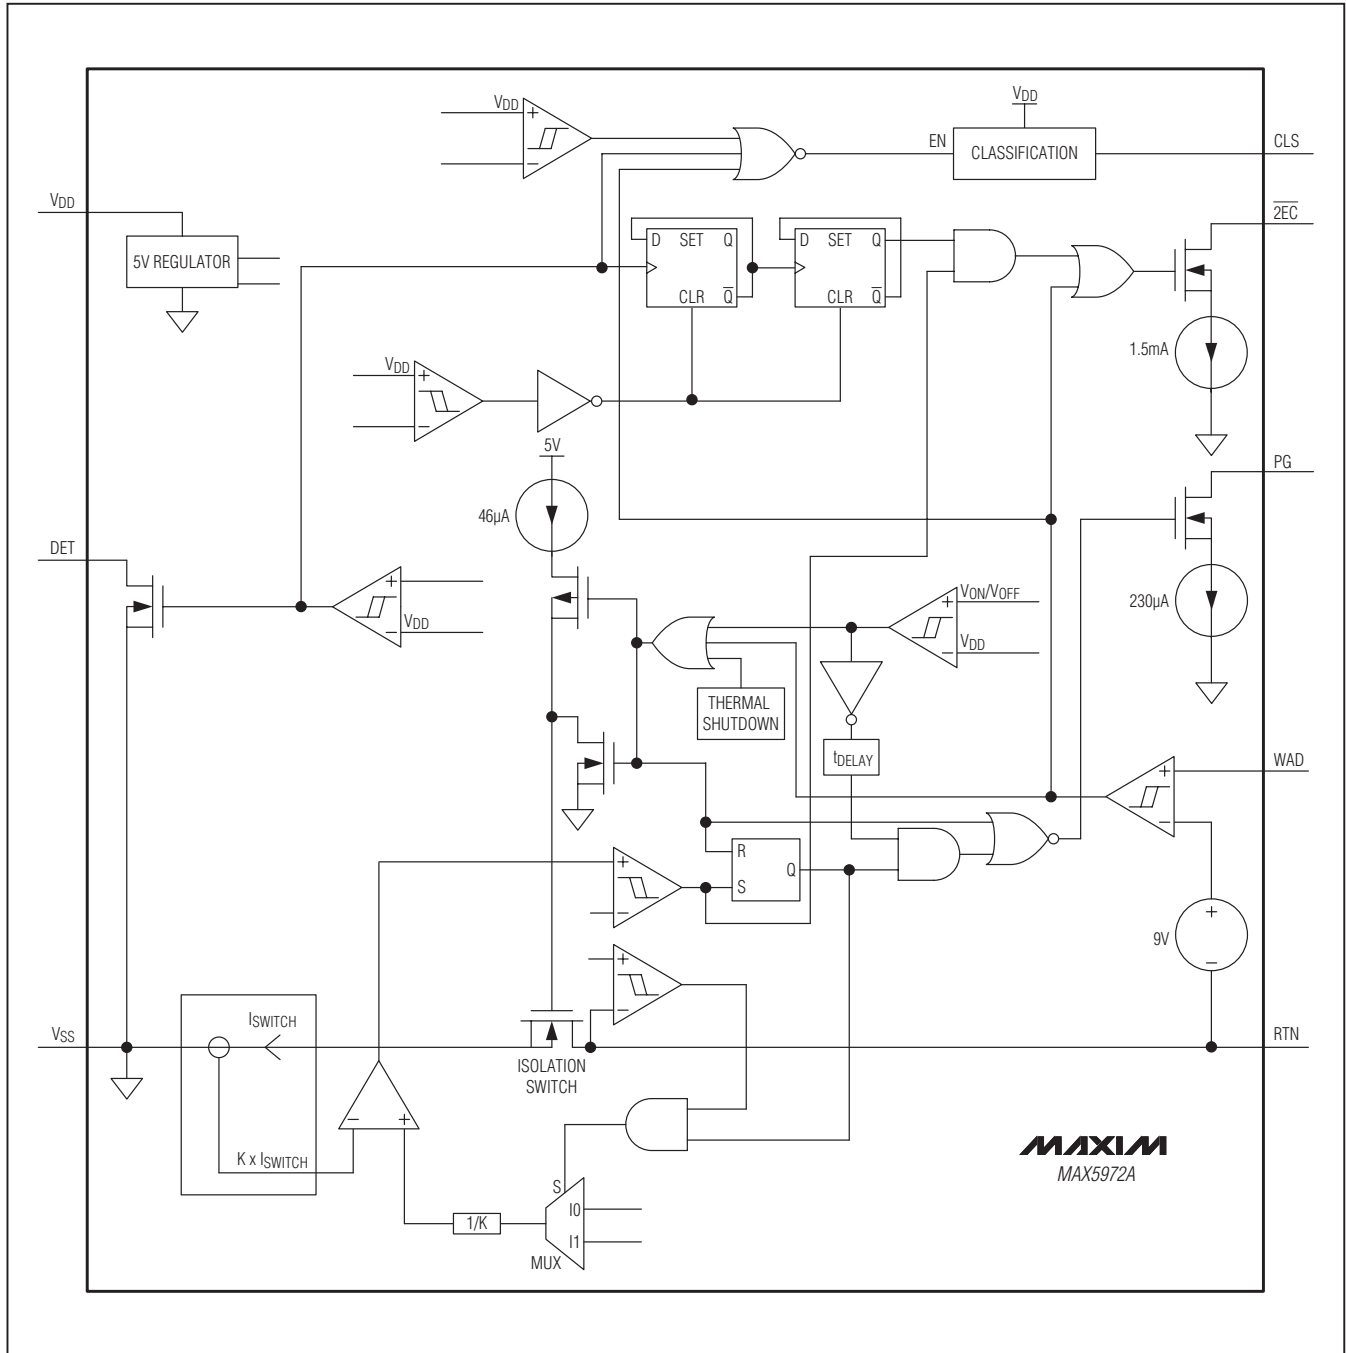 VDD
+
−
EN
VDD
CLASSIFICATION
CLS
VDD
5V REGULATOR
D SET Q
CLR Q̅
D SET Q
CLR Q̅
2̅E̅C̅
1.5mA
VDD
+
−
5V
46µA
PG
230µA
DET
+
VDD
−
VON/VOFF
+
VDD
−
THERMAL
SHUTDOWN
tDELAY
WAD
+
−
R
Q
S
+
−
9V
+
−
+
−
VSS
ISWITCH
ISOLATION
SWITCH
RTN
− +
K x ISWITCH
S
I0
1/K
I1
MUX
MAXIM
MAX5972A